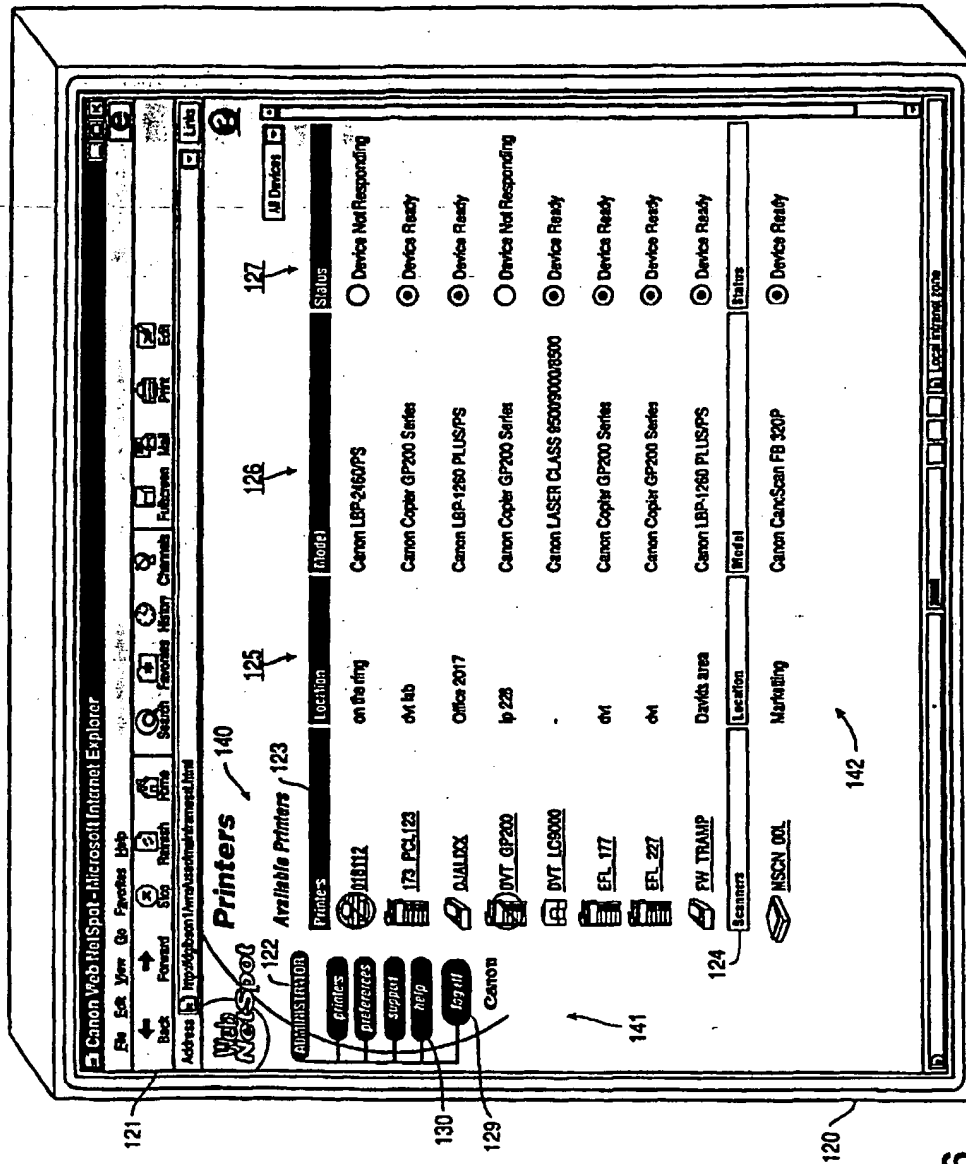 Canon Web NetSpot - Microsoft Internet Explorer
File Edit View Go Favorites Help
Back Forward Stop Refresh Home Search Favorites History Channels Fullscreen Mail Print Edit
Address Links
Web NetSpot
Printers 140
All Devices
122
ADMINISTRATOR
printers
preferences
support
help
log off
Canon
Available Printers 123
125 126 127
Printers Location Model Status
018112 on the ring Canon LBP-2460/PS Device Not Responding
173_PCL123 dvt lab Canon Copier GP200 Series Device Ready
Office 2017 Canon LBP-1260 PLUS/PS Device Ready
DVT_GP200 lp 228 Canon Copier GP200 Series Device Not Responding
DVT_LC9000 - Canon LASER CLASS 9500/9000/8500 Device Ready
EFL_177 dvt Canon Copier GP200 Series Device Ready
EFL_227 dvt Canon Copier GP200 Series Device Ready
FW_TRAMP Davids area Canon LBP-1260 PLUS/PS Device Ready
124
Scanners Location Model Status
Marketing Canon CanoScan FB 320P Device Ready
141
142
Local intranet zone
121
130
129
120